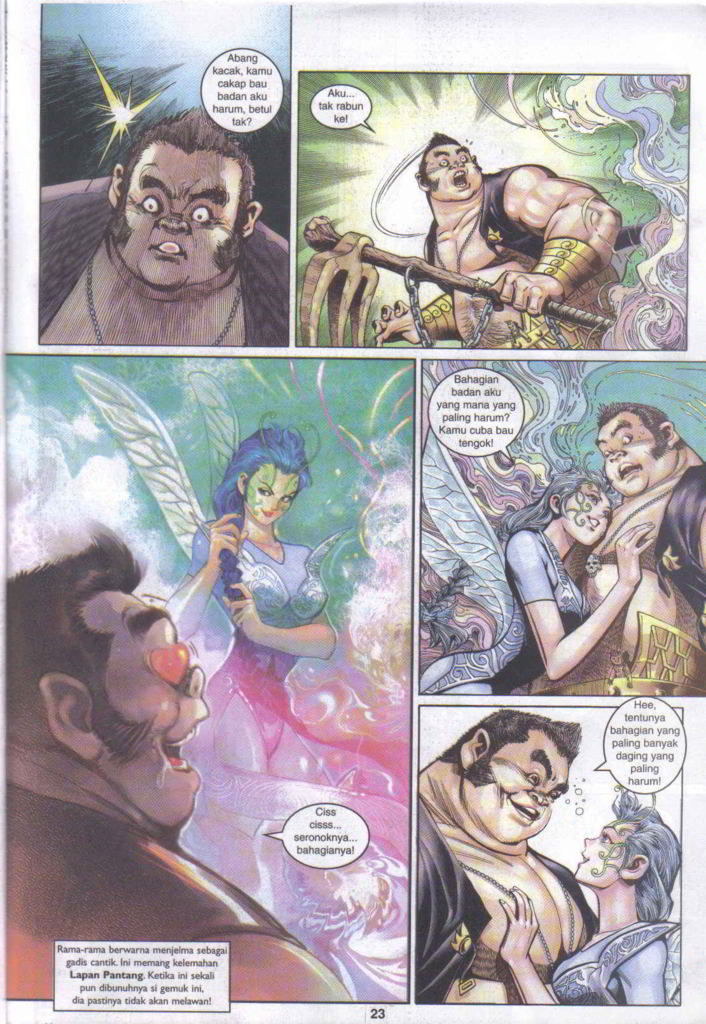 Abang
kacak, kamu
cakap bau
badan aku
harum, betul
tak?
Aku...
tak rabun
ke!
Ciss
cisss...
seronoknya...
bahagianya!
Rama-rama berwarna menjelma sebagai
gadis cantik. Ini memang kelemahan
Lapan Pantang. Ketika ini sekali
pun dibunuhnya si gemuk ini,
dia pastinya tidak akan melawan!
Bahagian
badan aku
yang mana yang
paling harum?
Kamu cuba bau
tengok!
Hee,
tentunya
bahagian yang
paling banyak
daging yang
paling
harum!
23